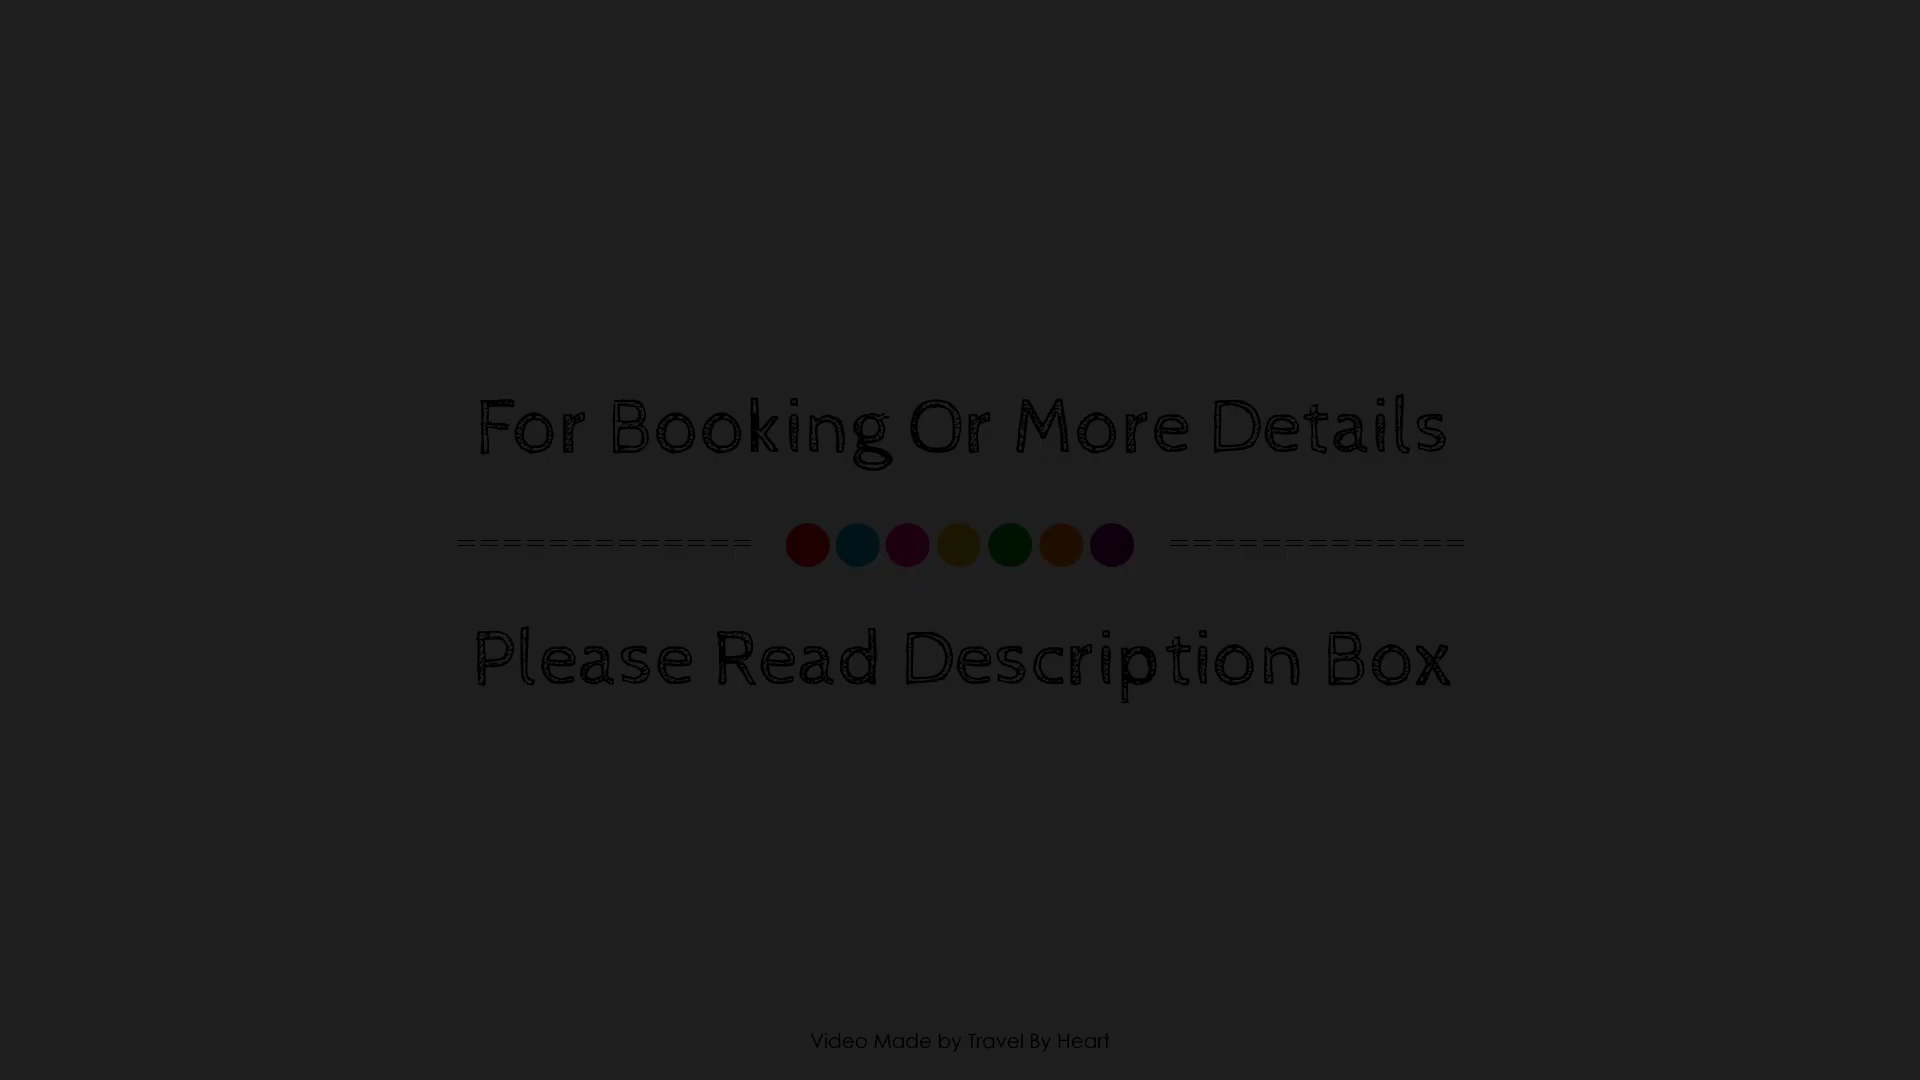 For Booking Or More Details
============= =============
Please Read Description Box
Video Made by Travel By Heart